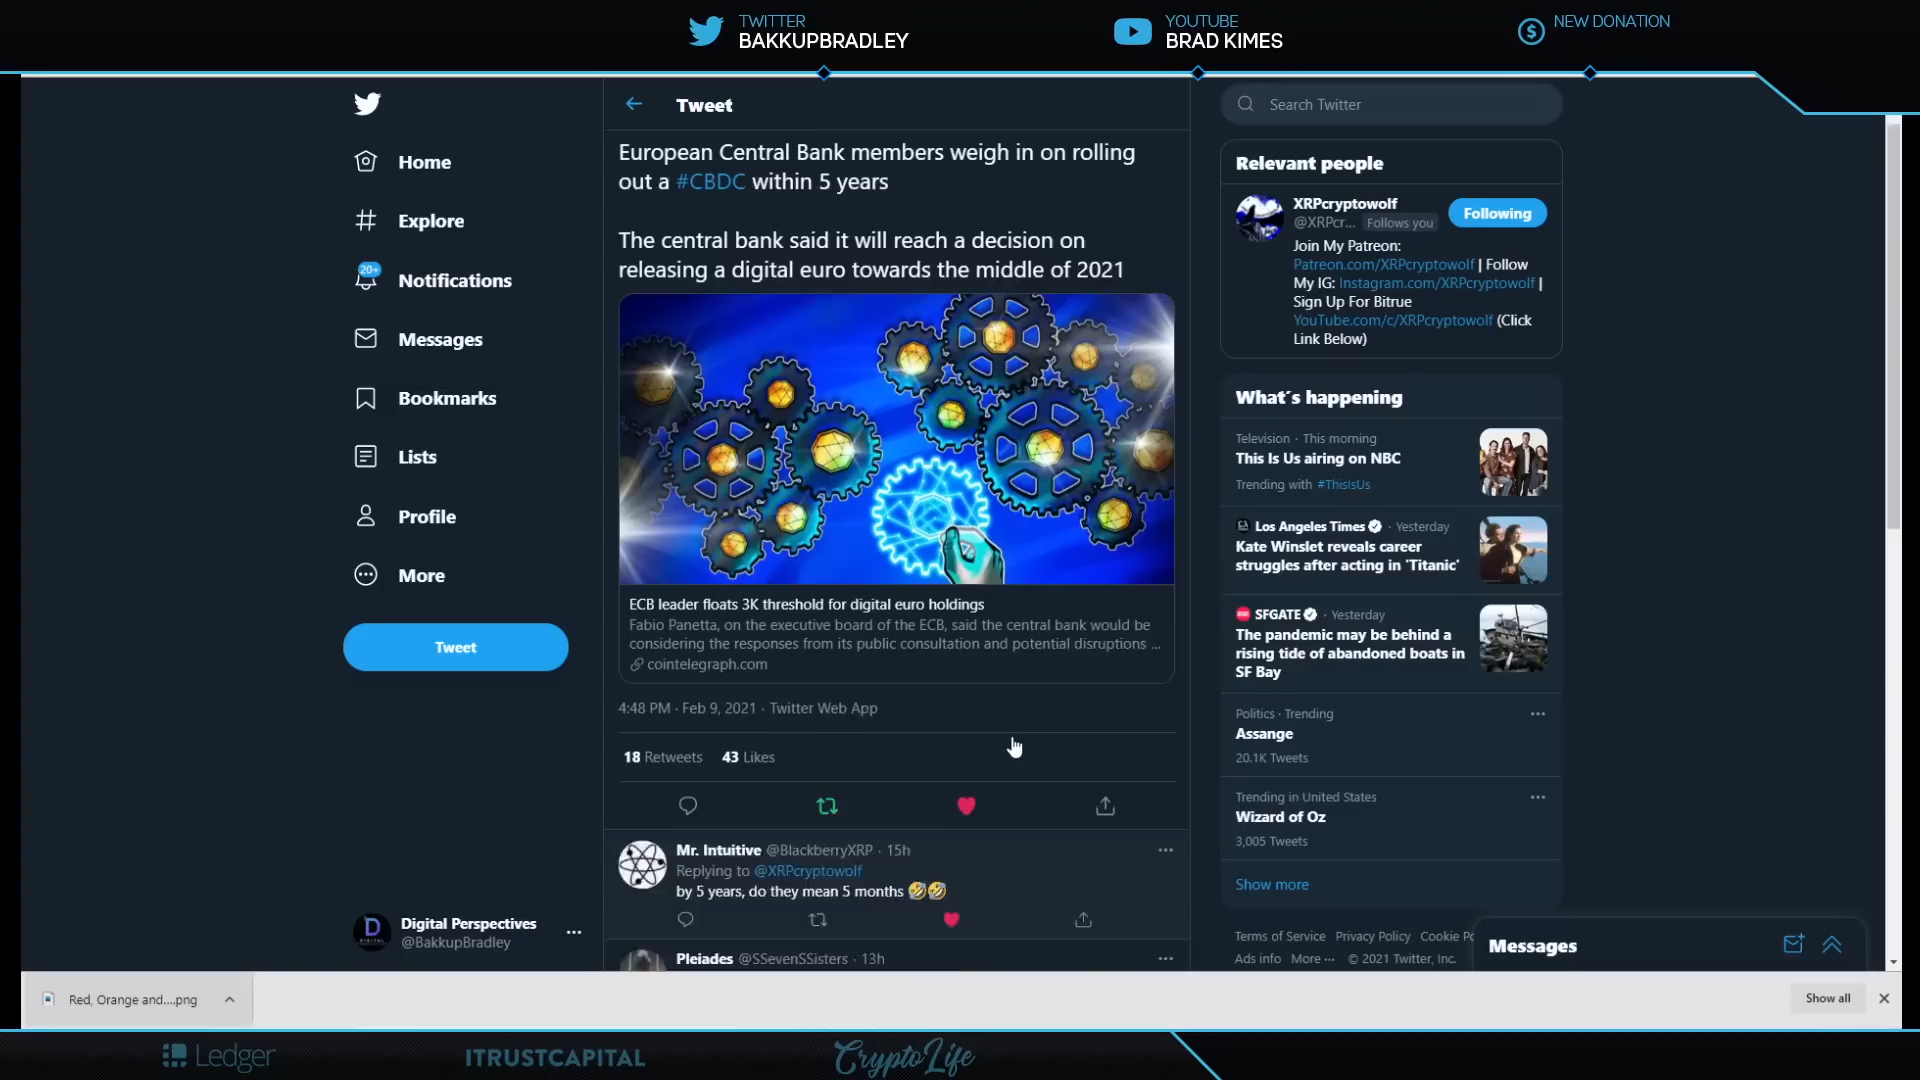 TWITTER
BAKKUPBRADLEY
YOUTUBE
BRAD KIMES
NEW DONATION
Home
Explore
20+
Notifications
Messages
Bookmarks
Lists
Profile
More
Tweet
Digital Perspectives
@BakkupBradley
Tweet
European Central Bank members weigh in on rolling
out a #CBDC within 5 years
The central bank said it will reach a decision on
releasing a digital euro towards the middle of 2021
ECB leader floats 3K threshold for digital euro holdings
Fabio Panetta, on the executive board of the ECB, said the central bank would be
considering the responses from its public consultation and potential disruptions ...
cointelegraph.com
4:48 PM · Feb 9, 2021 · Twitter Web App
18 Retweets 43 Likes
Mr. Intuitive @BlackberryXRP · 15h
Replying to @XRPcryptowolf
by 5 years, do they mean 5 months 🤣🤣
Pleiades @SSevenSSisters · 13h
Search Twitter
Relevant people
XRPcryptowolf
@XRPcr... Follows you
Following
Join My Patreon:
Patreon.com/XRPcryptowolf | Follow
My IG: Instagram.com/XRPcryptowolf |
Sign Up For Bitrue
YouTube.com/c/XRPcryptowolf (Click
Link Below)
What´s happening
Television · This morning
This Is Us airing on NBC
Trending with #ThisIsUs
Los Angeles Times · Yesterday
Kate Winslet reveals career
struggles after acting in 'Titanic'
SFGATE · Yesterday
The pandemic may be behind a
rising tide of abandoned boats in
SF Bay
Politics · Trending
Assange
20.1K Tweets
Trending in United States
Wizard of Oz
3,005 Tweets
Show more
Terms of Service Privacy Policy Cookie Po
Ads info More ··· © 2021 Twitter, Inc.
Messages
Red, Orange and....png
Show all
Ledger
ITRUSTCAPITAL
CryptoLife